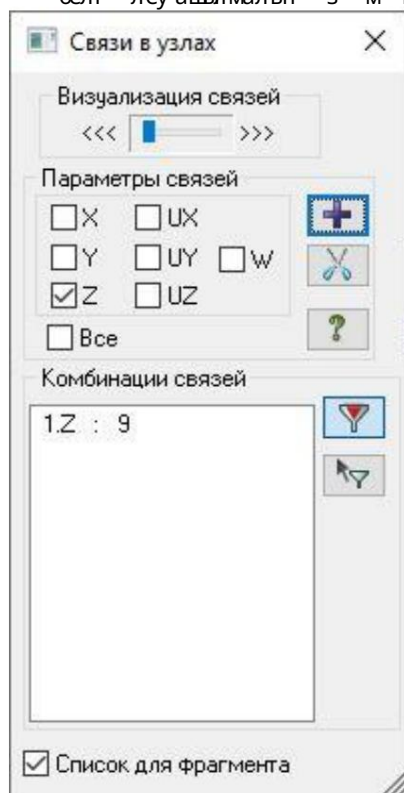 Связи в узлах
Визуализация связей
<<< >>>
Параметры связей
X UX
Y UY W
Z UZ
Все
?
Комбинации связей
1.Z : 9
Список для фрагмента